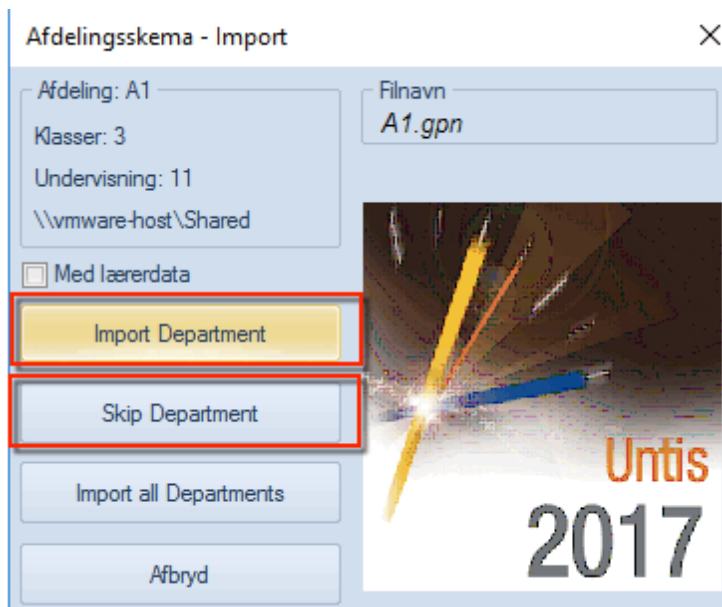 Afdelingsskema - Import
Afdeling: A1
Klasser: 3
Undervisning: 11
\\vmware-host\Shared
Filnavn
A1.gpn
Med lærerdata
Import Department
Skip Department
Import all Departments
Afbryd
Untis
2017